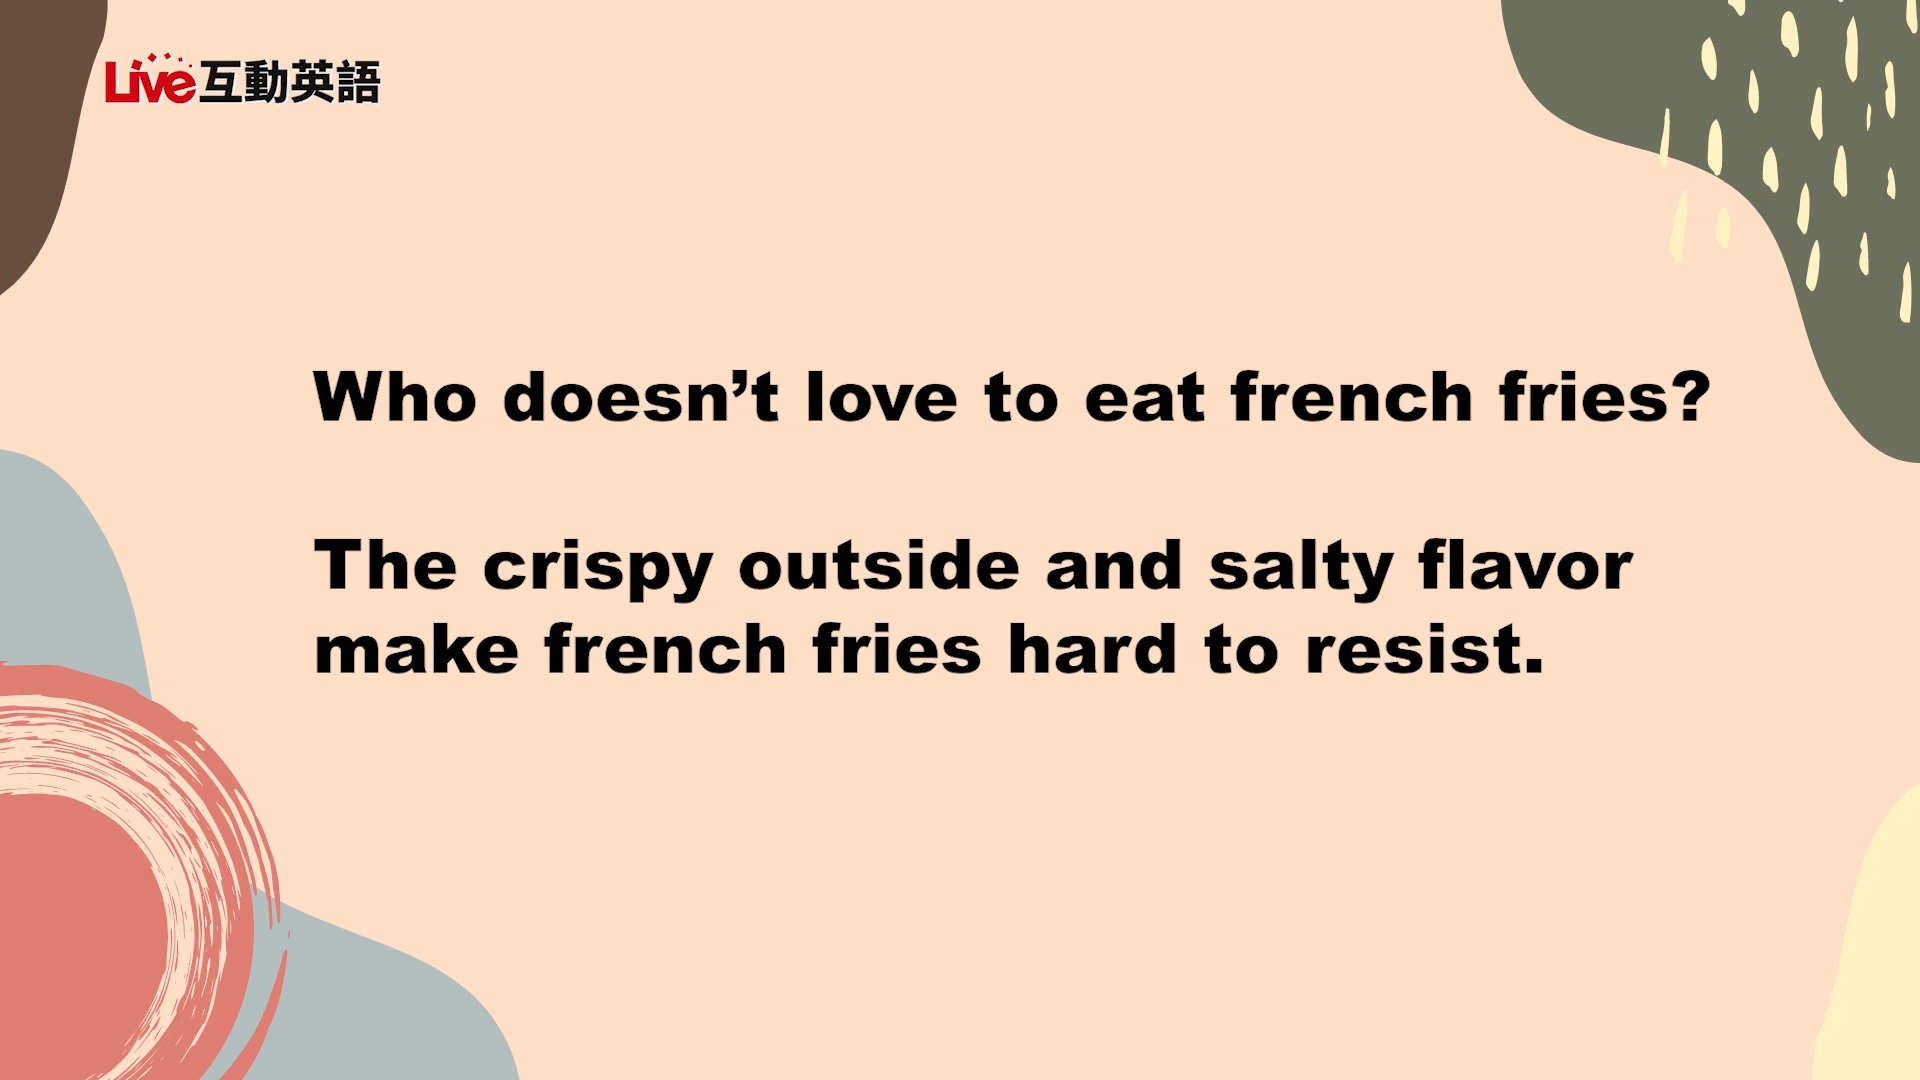 Live互動英語
Who doesn’t love to eat french fries?
The crispy outside and salty flavor
make french fries hard to resist.